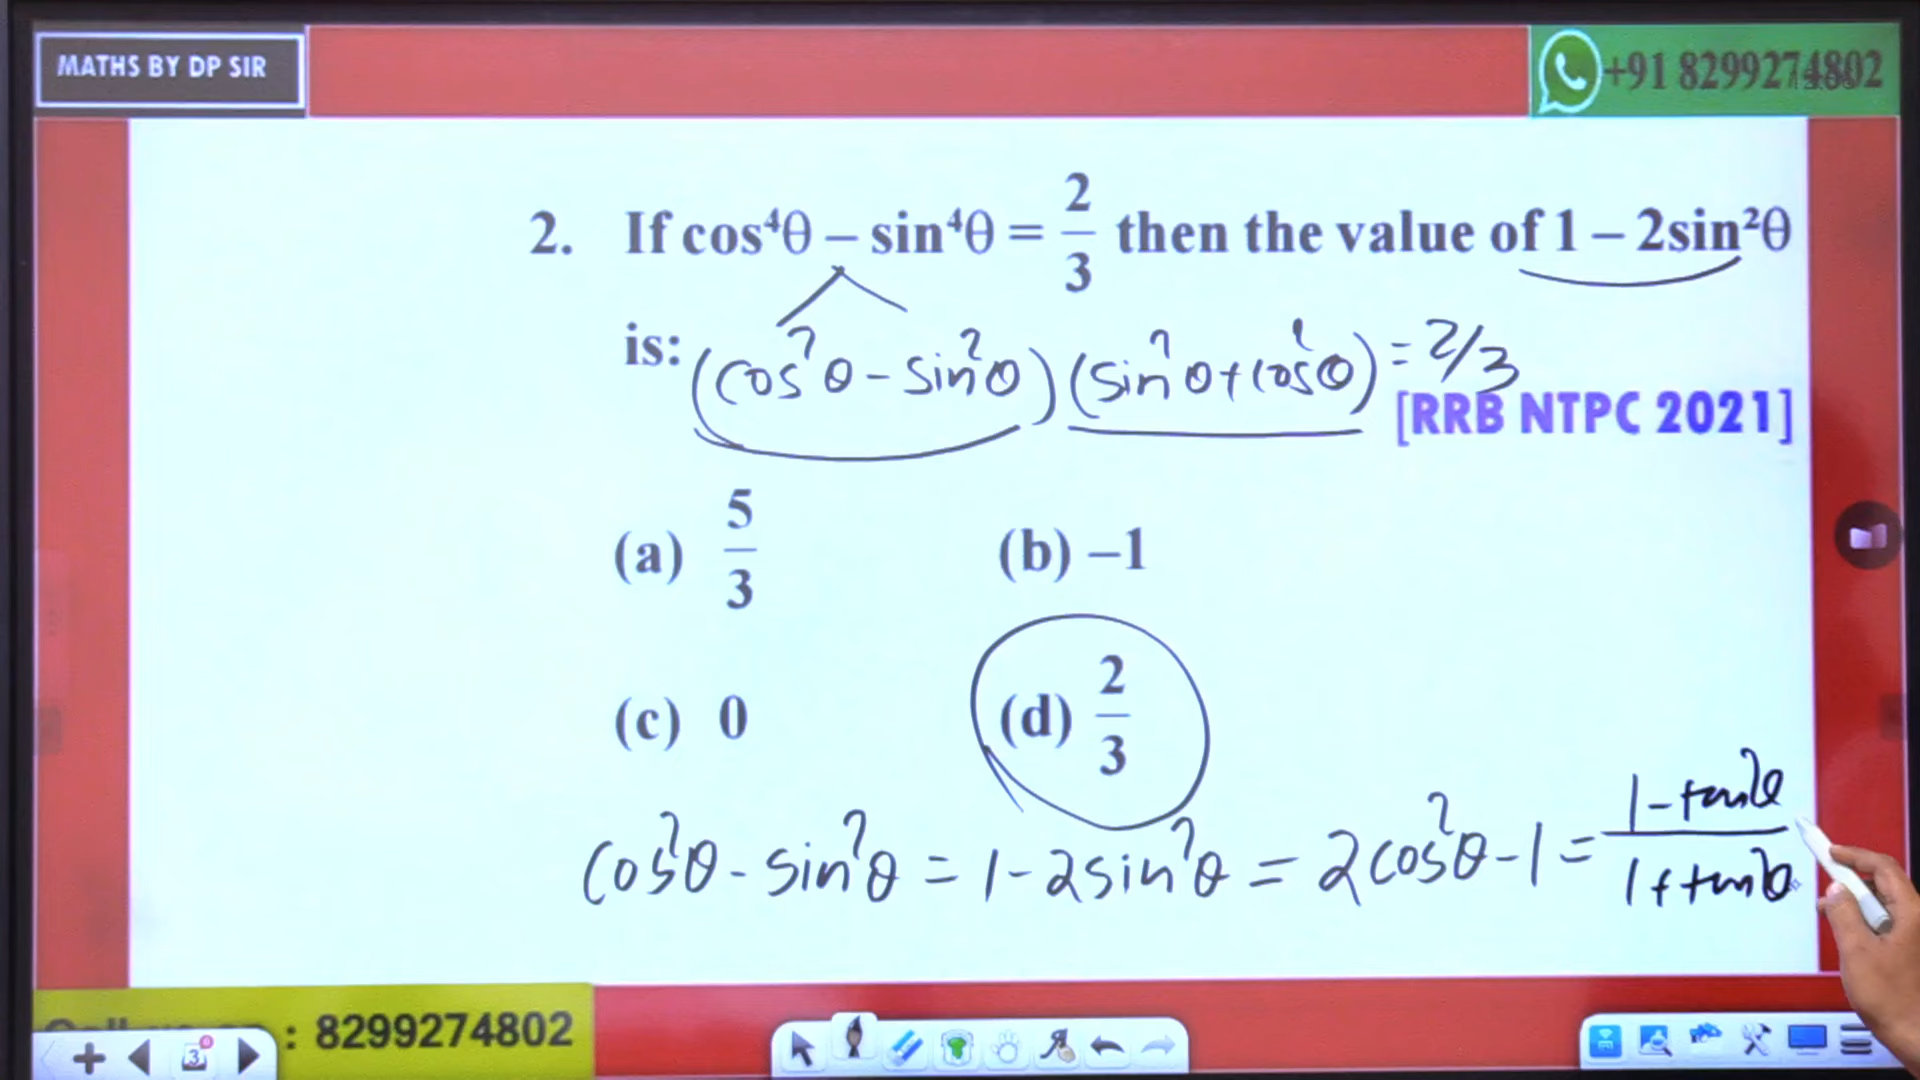 MATHS BY DP SIR
+91 8299274802
2. If cos⁴θ – sin⁴θ = 2/3 then the value of 1 – 2sin²θ
is: (cos²θ - sin²θ)(sin²θ + cos²θ) = 2/3
[RRB NTPC 2021]
(a) 5/3 (b) –1
(c) 0 (d) 2/3
cos²θ - sin²θ = 1 - 2sin²θ = 2cos²θ - 1 = 1 - tan²θ / 1 + tan²θ
: 8299274802
3